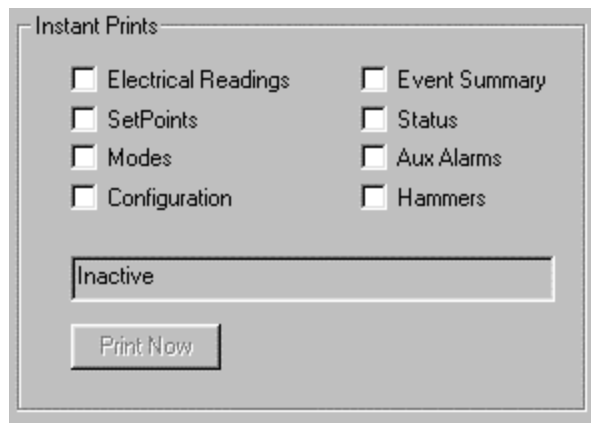 Instant Prints
Electrical Readings
Event Summary
SetPoints
Status
Modes
Aux Alarms
Configuration
Hammers
Inactive
Print Now